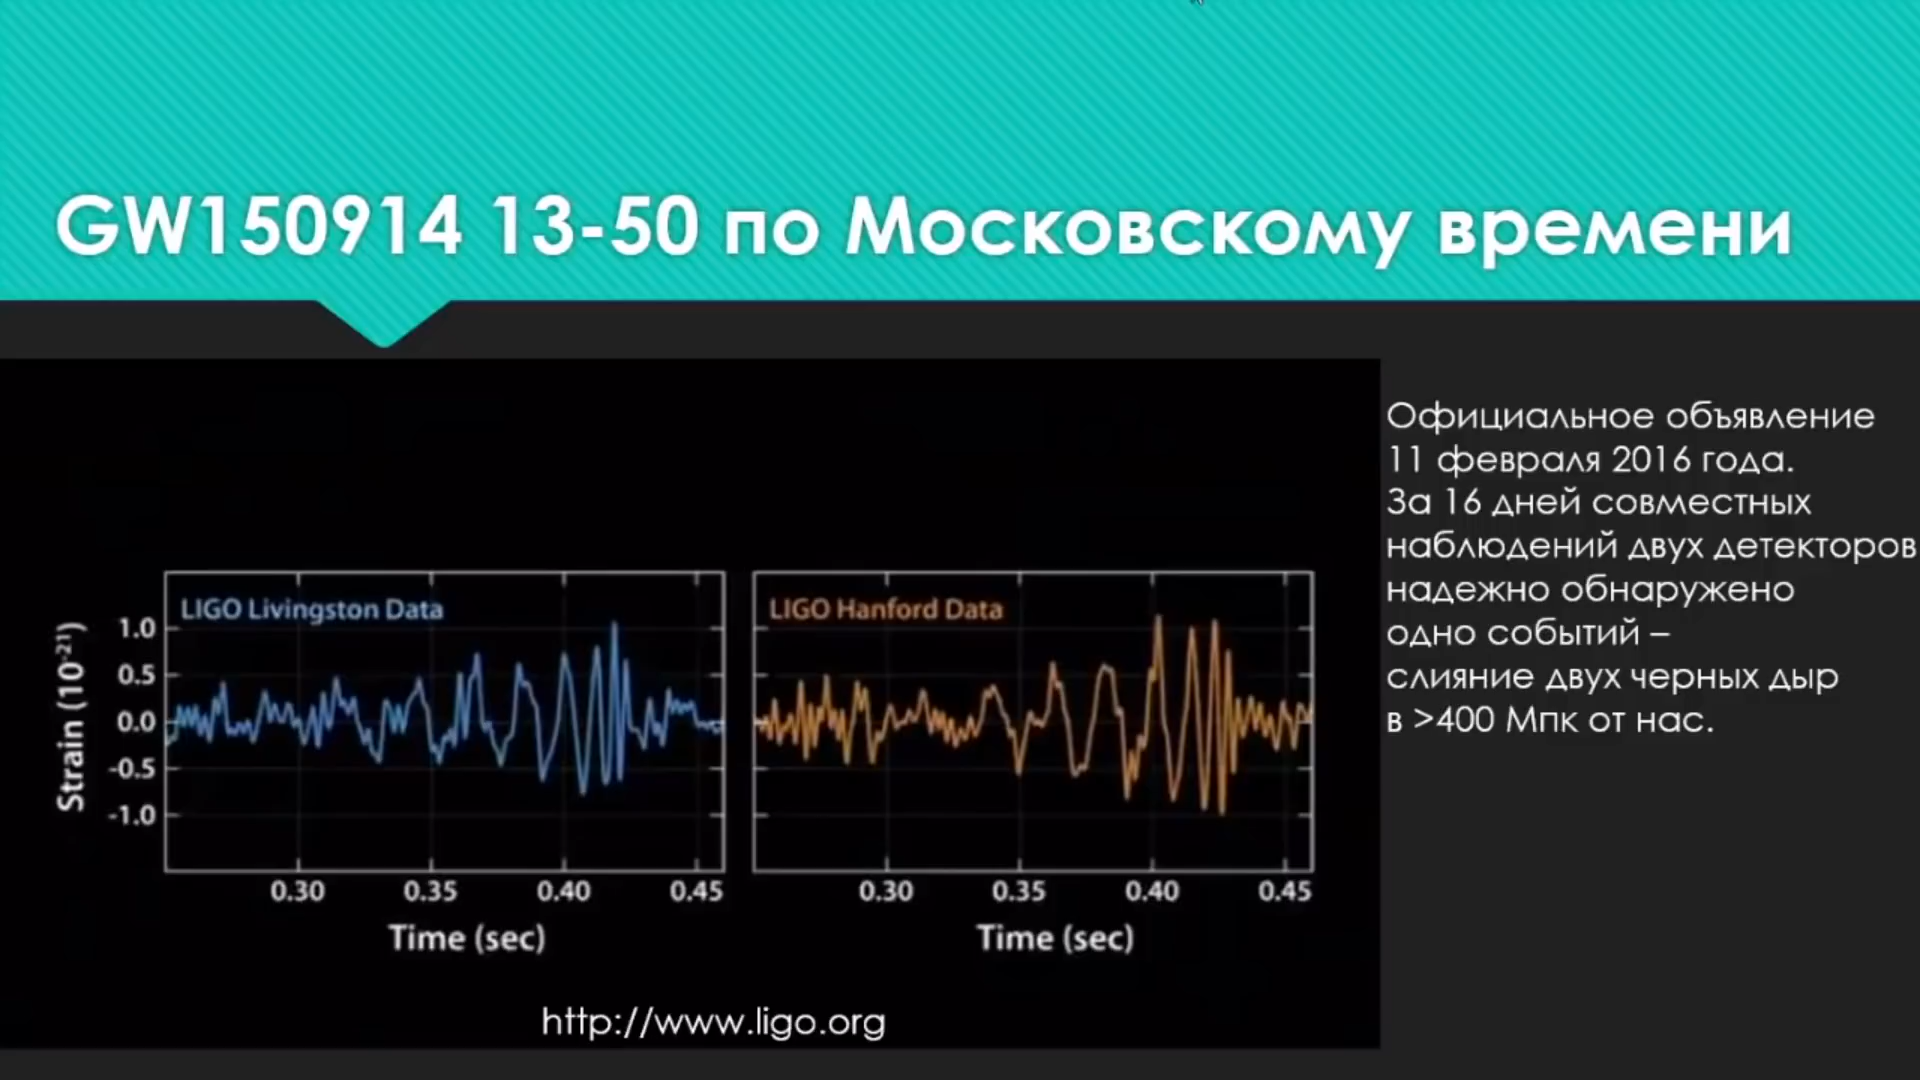 GW150914 13-50 по Московскому времени
Официальное объявление
11 февраля 2016 года.
За 16 дней совместных
наблюдений двух детекторов
надежно обнаружено
одно событий –
слияние двух черных дыр
в >400 Мпк от нас.
LIGO Livingston Data
LIGO Hanford Data
Strain (10⁻²¹)
1.0
0.5
0.0
-0.5
-1.0
0.30 0.35 0.40 0.45
0.30 0.35 0.40 0.45
Time (sec)
Time (sec)
http://www.ligo.org